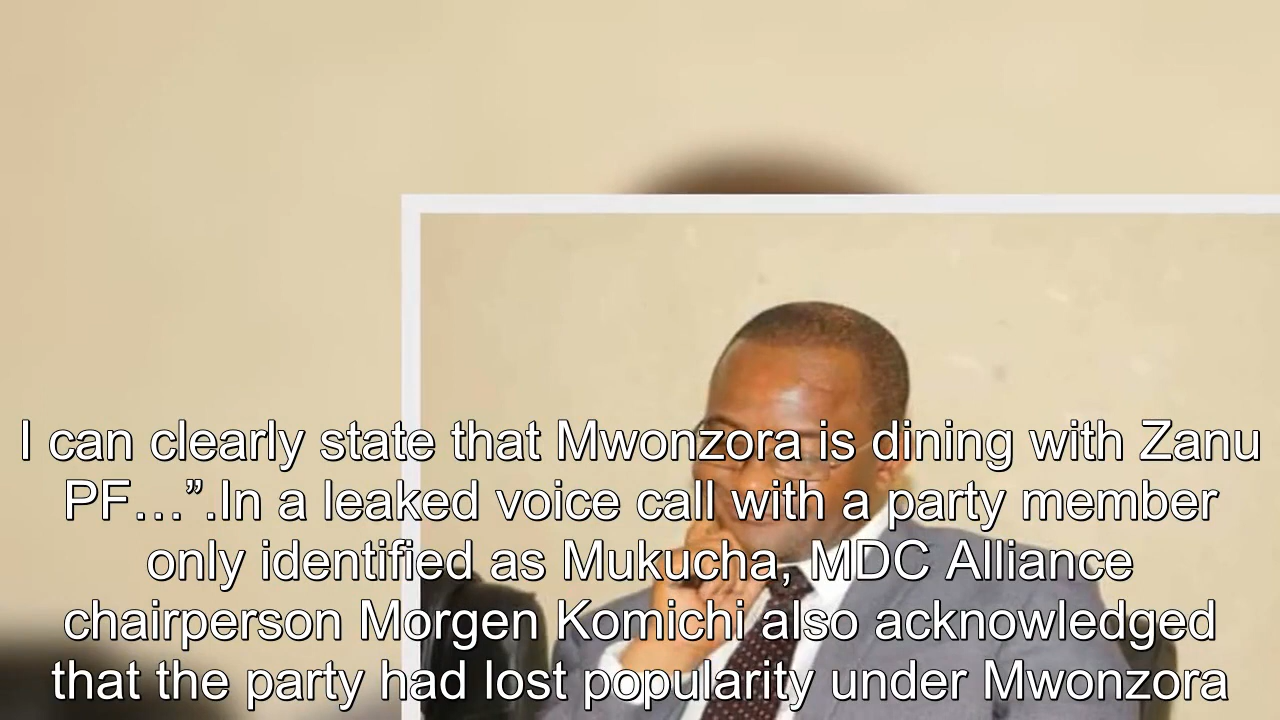 I can clearly state that Mwonzora is dining with Zanu
PF…”.In a leaked voice call with a party member
only identified as Mukucha, MDC Alliance
chairperson Morgen Komichi also acknowledged
that the party had lost popularity under Mwonzora